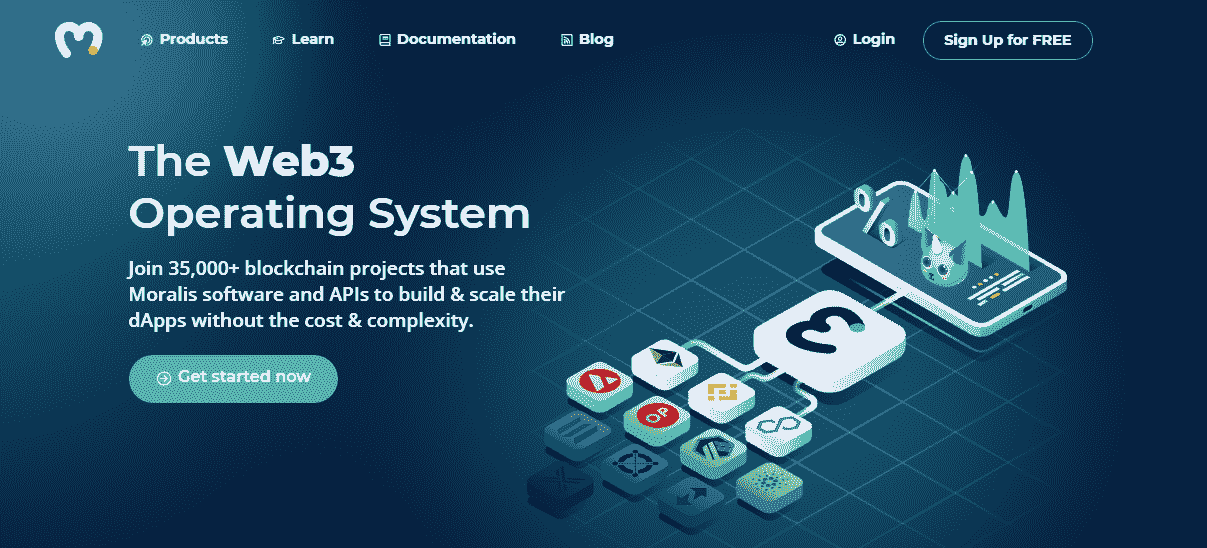 Products
Learn
Documentation
Blog
Login
Sign Up for FREE
The Web3
Operating System
Join 35,000+ blockchain projects that use
Moralis software and APIs to build & scale their
dApps without the cost & complexity.
Get started now
OP